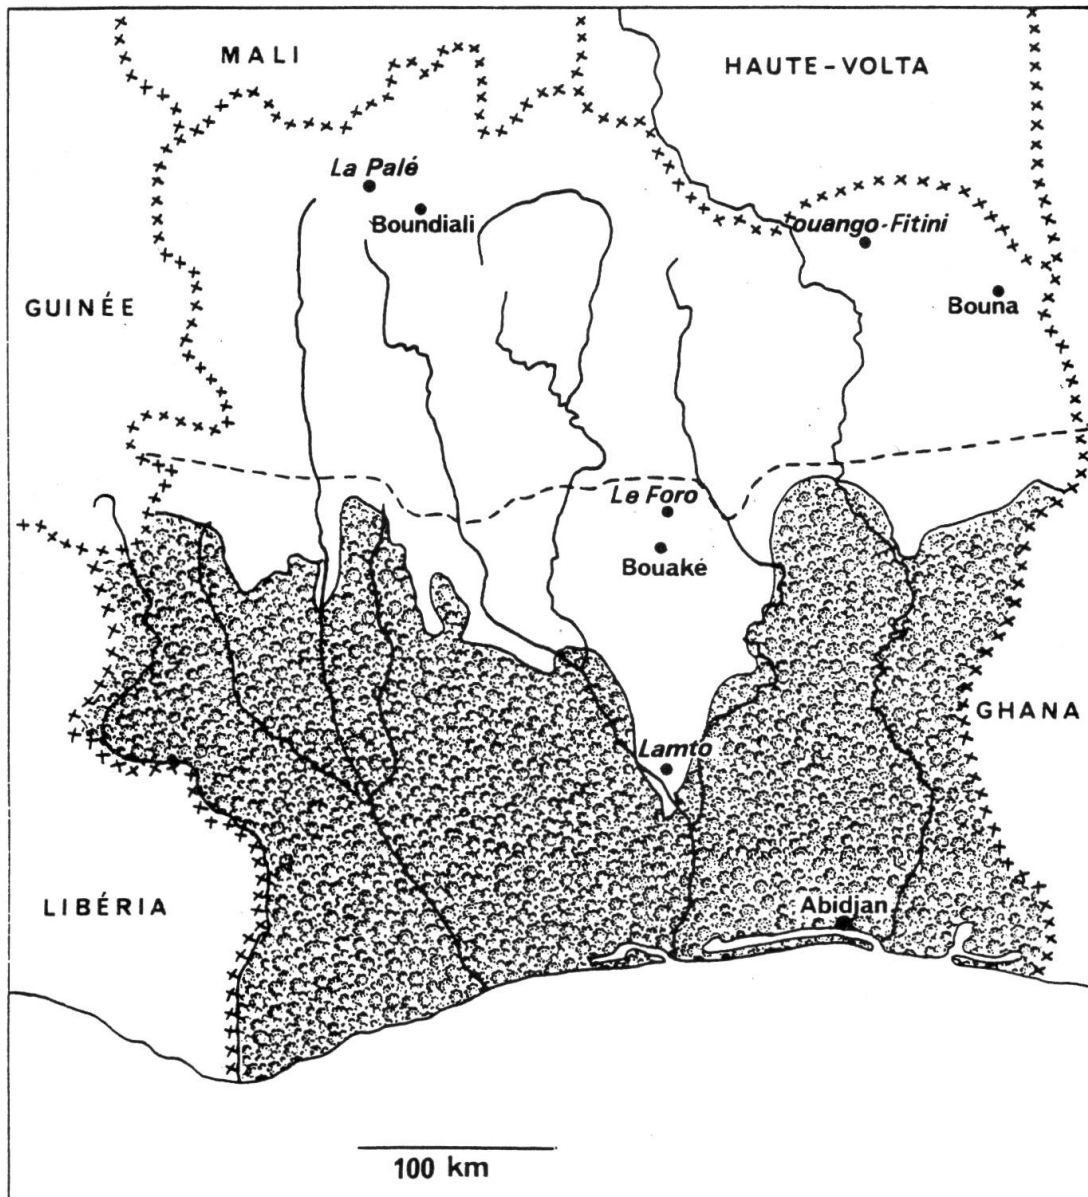 MALI
HAUTE-VOLTA
La Palé
Boundiali
ouango-Fitini
GUINÉE
Bouna
Le Foro
Bouaké
GHANA
Lamto
LIBÉRIA
Abidjan
100 km